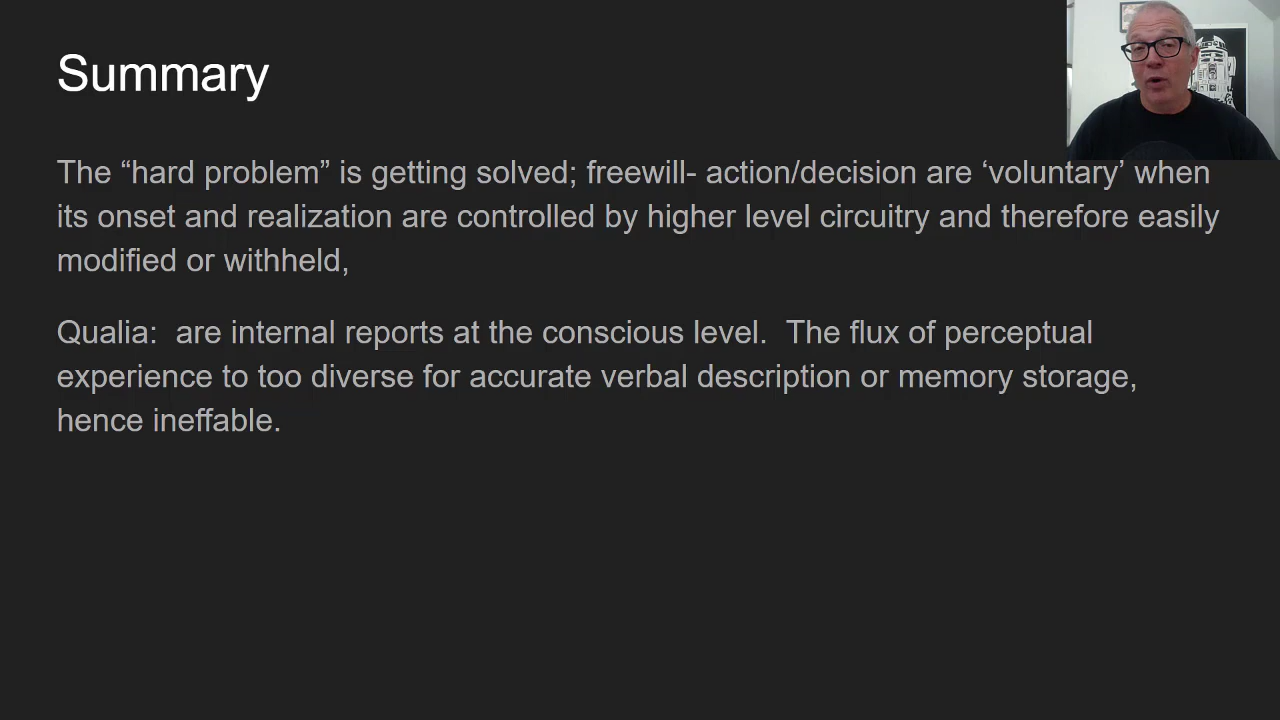 Summary
The “hard problem” is getting solved; freewill- action/decision are ‘voluntary’ when
its onset and realization are controlled by higher level circuitry and therefore easily
modified or withheld,
Qualia:  are internal reports at the conscious level.  The flux of perceptual
experience to too diverse for accurate verbal description or memory storage,
hence ineffable.